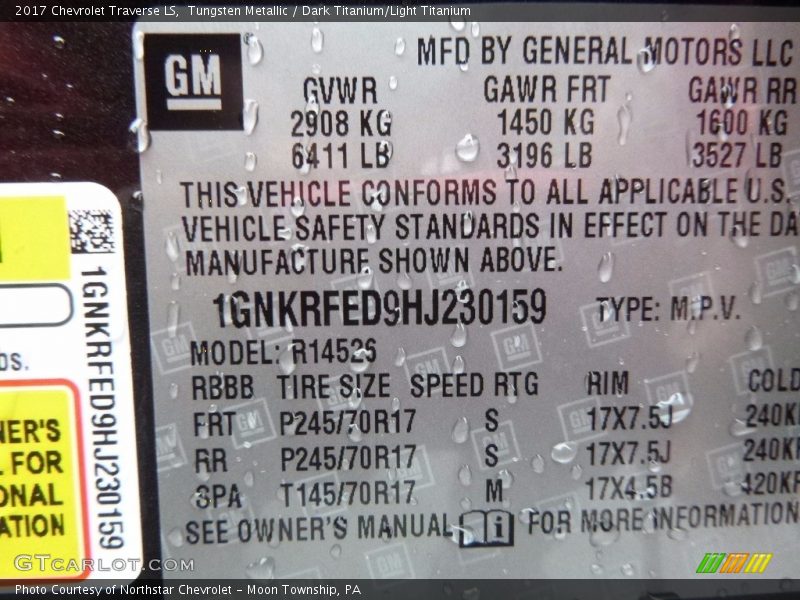 2017 Chevrolet Traverse LS, Tungsten Metallic / Dark Titanium/Light Titanium
GM
MFD BY GENERAL MOTORS LLC
GVWR GAWR FRT GAWR RR
2908 KG 1450 KG 1600 KG
6411 LB 3196 LB 3527 LB
THIS VEHICLE CONFORMS TO ALL APPLICABLE U.S.
VEHICLE SAFETY STANDARDS IN EFFECT ON THE DA
MANUFACTURE SHOWN ABOVE.
1GNKRFED9HJ230159 TYPE: M.P.V.
MODEL: R14526
RBBB TIRE SIZE SPEED RTG RIM COLD
FRT P245/70R17 S 17X7.5J 240KP
RR P245/70R17 S 17X7.5J 240KP
SPA T145/70R17 M 17X4.5B 420KP
SEE OWNER'S MANUAL FOR MORE INFORMATION
1GNKRFED9HJ230159
DS.
NER'S
L FOR
ONAL
ATION
GTcarlot.com
Photo Courtesy of Northstar Chevrolet - Moon Township, PA